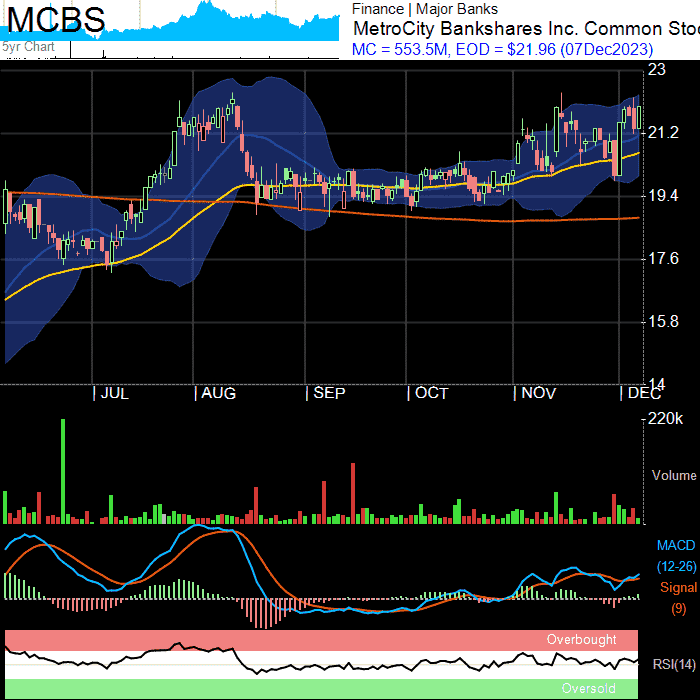 MCBS
5yr Chart
Finance | Major Banks
MetroCity Bankshares Inc. Common Stoc
MC = 553.5M, EOD = $21.96 (07Dec2023)
23
21.2
19.4
17.6
15.8
14
JUL AUG SEP OCT NOV DEC
220k
Volume
MACD
(12-26)
Signal
(9)
Overbought
RSI(14)
Oversold